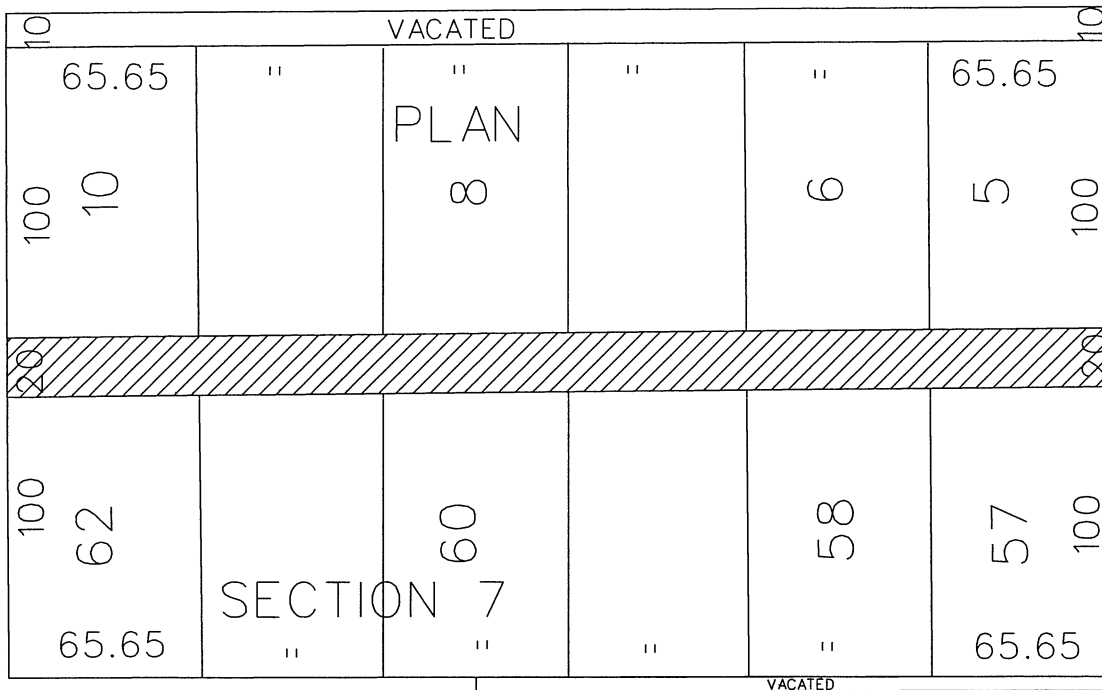 10 VACATED 10
65.65 " " " " 65.65
PLAN
100 10 8 6 5 100
20 20
100 62 60 58 57 100
SECTION 7
65.65 " " " " 65.65
VACATED